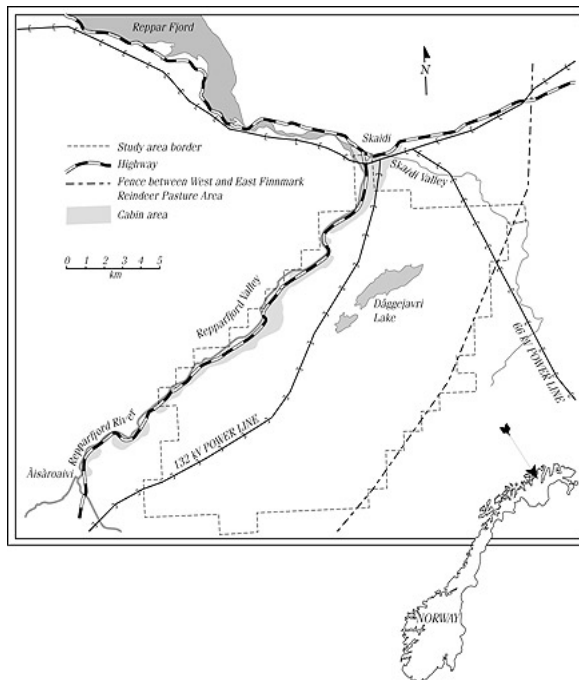 Reppar Fjord
N
Skaidi
Skaidi Valley
Study area border
Highway
Fence between West and East Finnmark
Reindeer Pasture Area
Cabin area
0 1 2 3 4 5
km
Repparfjord Valley
Dåggejavri
Lake
66 kV POWER LINE
Repparfjord River
132 kV POWER LINE
Áisàroaivi
NORWAY